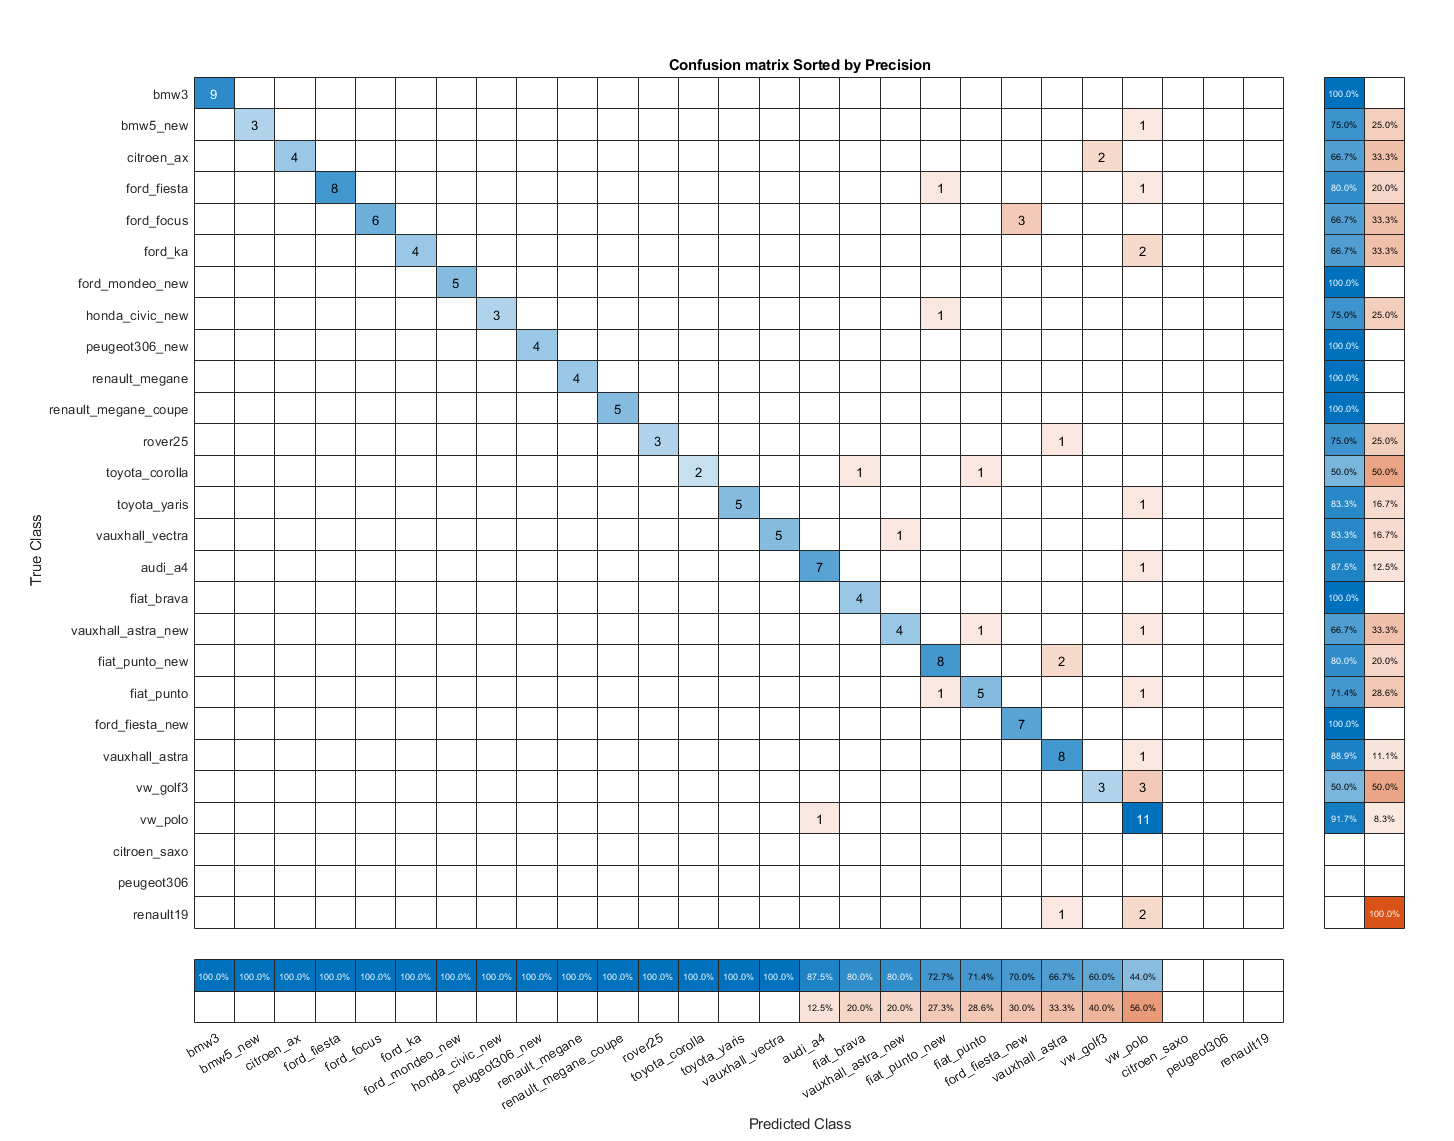 Confusion matrix Sorted by Precision
bmw3 9 100.0%
bmw5_new 3 1 75.0% 25.0%
citroen_ax 4 2 66.7% 33.3%
ford_fiesta 8 1 1 80.0% 20.0%
ford_focus 6 3 66.7% 33.3%
ford_ka 4 2 66.7% 33.3%
ford_mondeo_new 5 100.0%
honda_civic_new 3 1 75.0% 25.0%
peugeot306_new 4 100.0%
renault_megane 4 100.0%
renault_megane_coupe 5 100.0%
rover25 3 1 75.0% 25.0%
toyota_corolla 2 1 1 50.0% 50.0%
toyota_yaris 5 1 83.3% 16.7%
vauxhall_vectra 5 1 83.3% 16.7%
audi_a4 7 1 87.5% 12.5%
fiat_brava 4 100.0%
vauxhall_astra_new 4 1 1 66.7% 33.3%
fiat_punto_new 8 2 80.0% 20.0%
fiat_punto 1 5 1 71.4% 28.6%
ford_fiesta_new 7 100.0%
vauxhall_astra 8 1 88.9% 11.1%
vw_golf3 3 3 50.0% 50.0%
vw_polo 1 11 91.7% 8.3%
citroen_saxo
peugeot306
renault19 1 2 100.0%
True Class
100.0% 100.0% 100.0% 100.0% 100.0% 100.0% 100.0% 100.0% 100.0% 100.0% 100.0% 100.0% 100.0% 100.0% 100.0% 87.5% 80.0% 80.0% 72.7% 71.4% 70.0% 66.7% 60.0% 44.0%
12.5% 20.0% 20.0% 27.3% 28.6% 30.0% 33.3% 40.0% 56.0%
bmw3 bmw5_new citroen_ax ford_fiesta ford_focus ford_ka ford_mondeo_new honda_civic_new peugeot306_new renault_megane renault_megane_coupe rover25 toyota_corolla toyota_yaris vauxhall_vectra audi_a4 fiat_brava vauxhall_astra_new fiat_punto_new fiat_punto ford_fiesta_new vauxhall_astra vw_golf3 vw_polo citroen_saxo peugeot306 renault19
Predicted Class